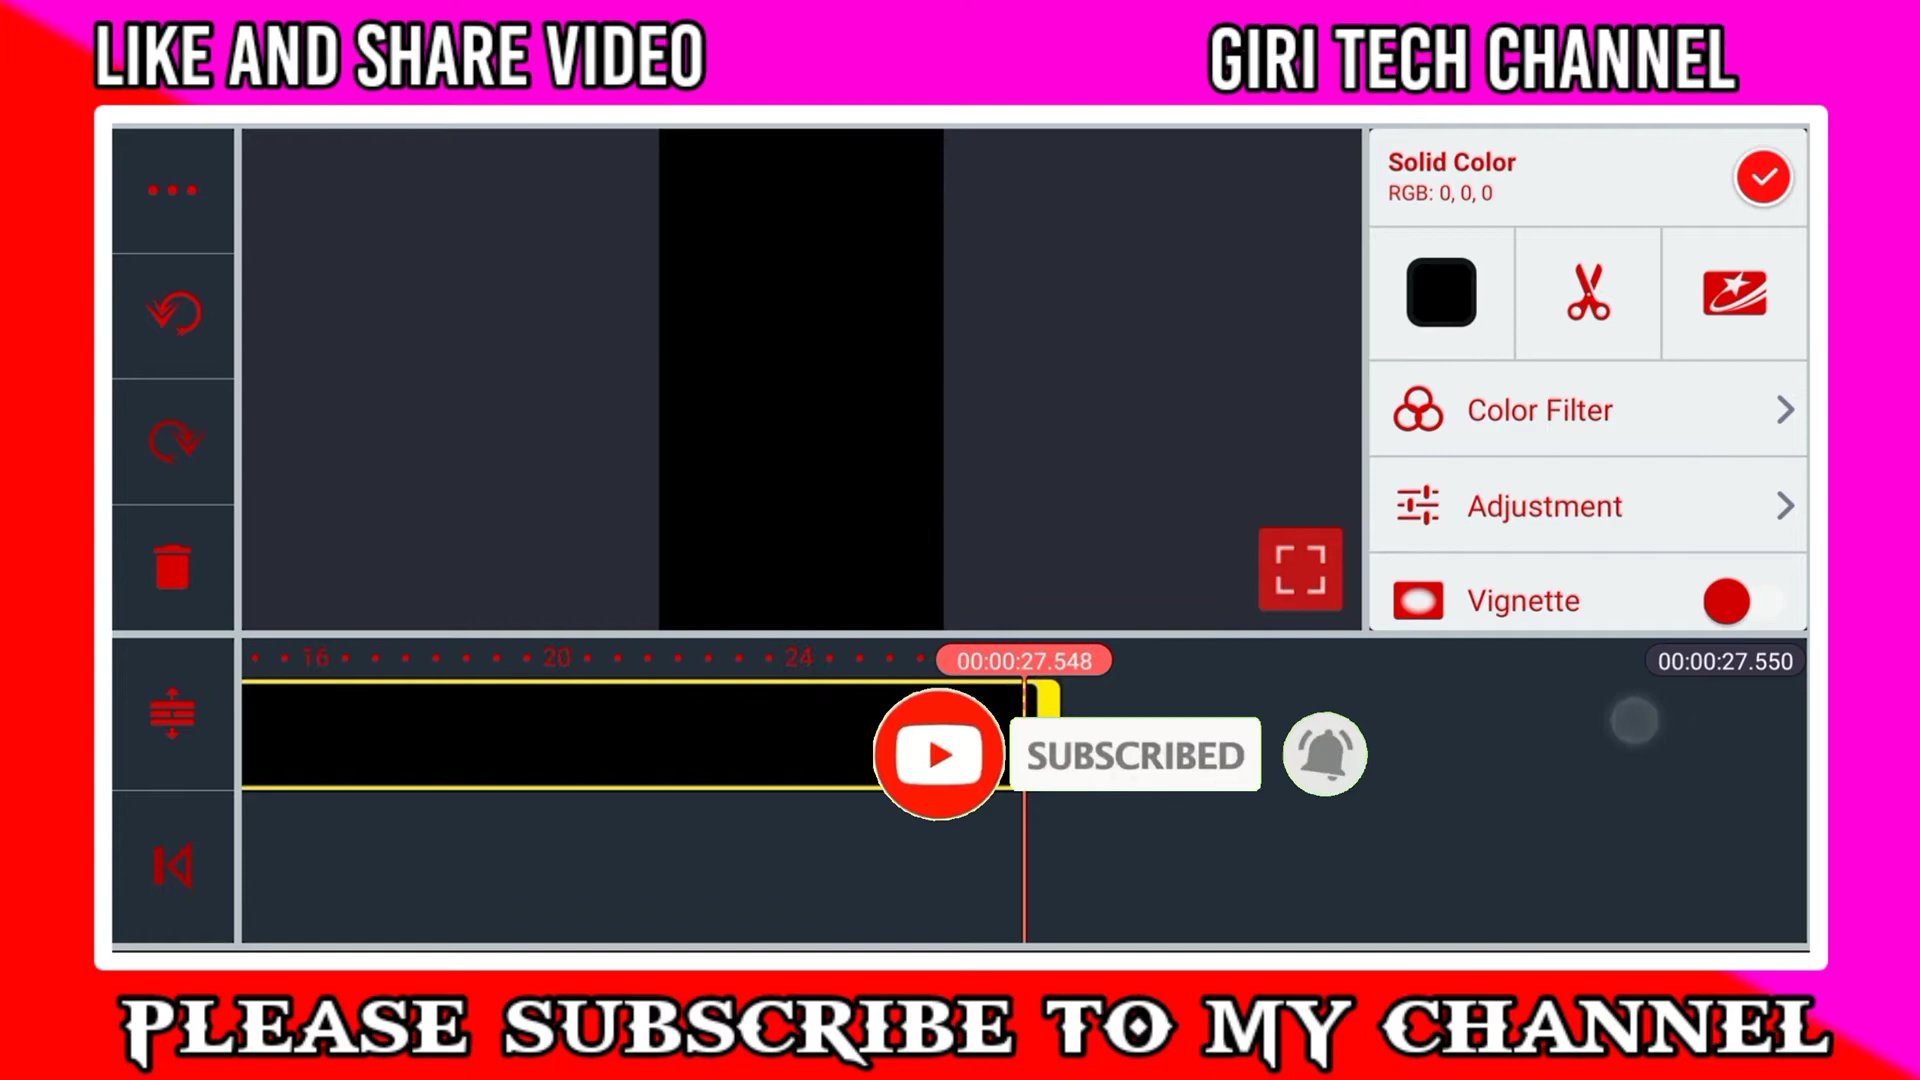 LIKE AND SHARE VIDEO
GIRI TECH CHANNEL
Solid Color
RGB: 0, 0, 0
Color Filter
Adjustment
Vignette
16
20
24
00:00:27.548
00:00:27.550
SUBSCRIBED
PLEASE SUBSCRIBE TO MY CHANNEL